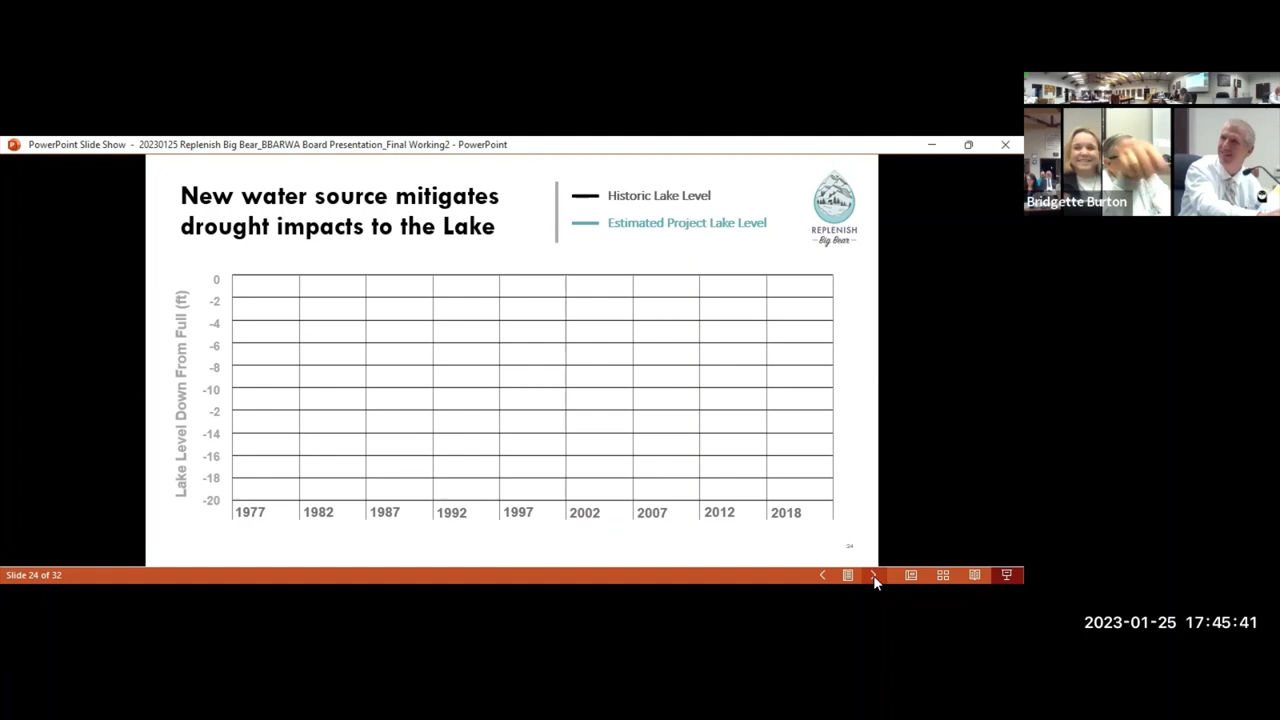 PowerPoint Slide Show - 20230125 Replenish Big Bear_BBARWA Board Presentation_Final Working2 - PowerPoint
New water source mitigates
drought impacts to the Lake
Historic Lake Level
Estimated Project Lake Level
REPLENISH
Big Bear
Lake Level Down From Full (ft)
0
-2
-4
-6
-8
-10
-2
-14
-16
-18
-20
1977 1982 1987 1992 1997 2002 2007 2012 2018
34
Slide 24 of 32
Bridgette Burton
2023-01-25 17:45:41